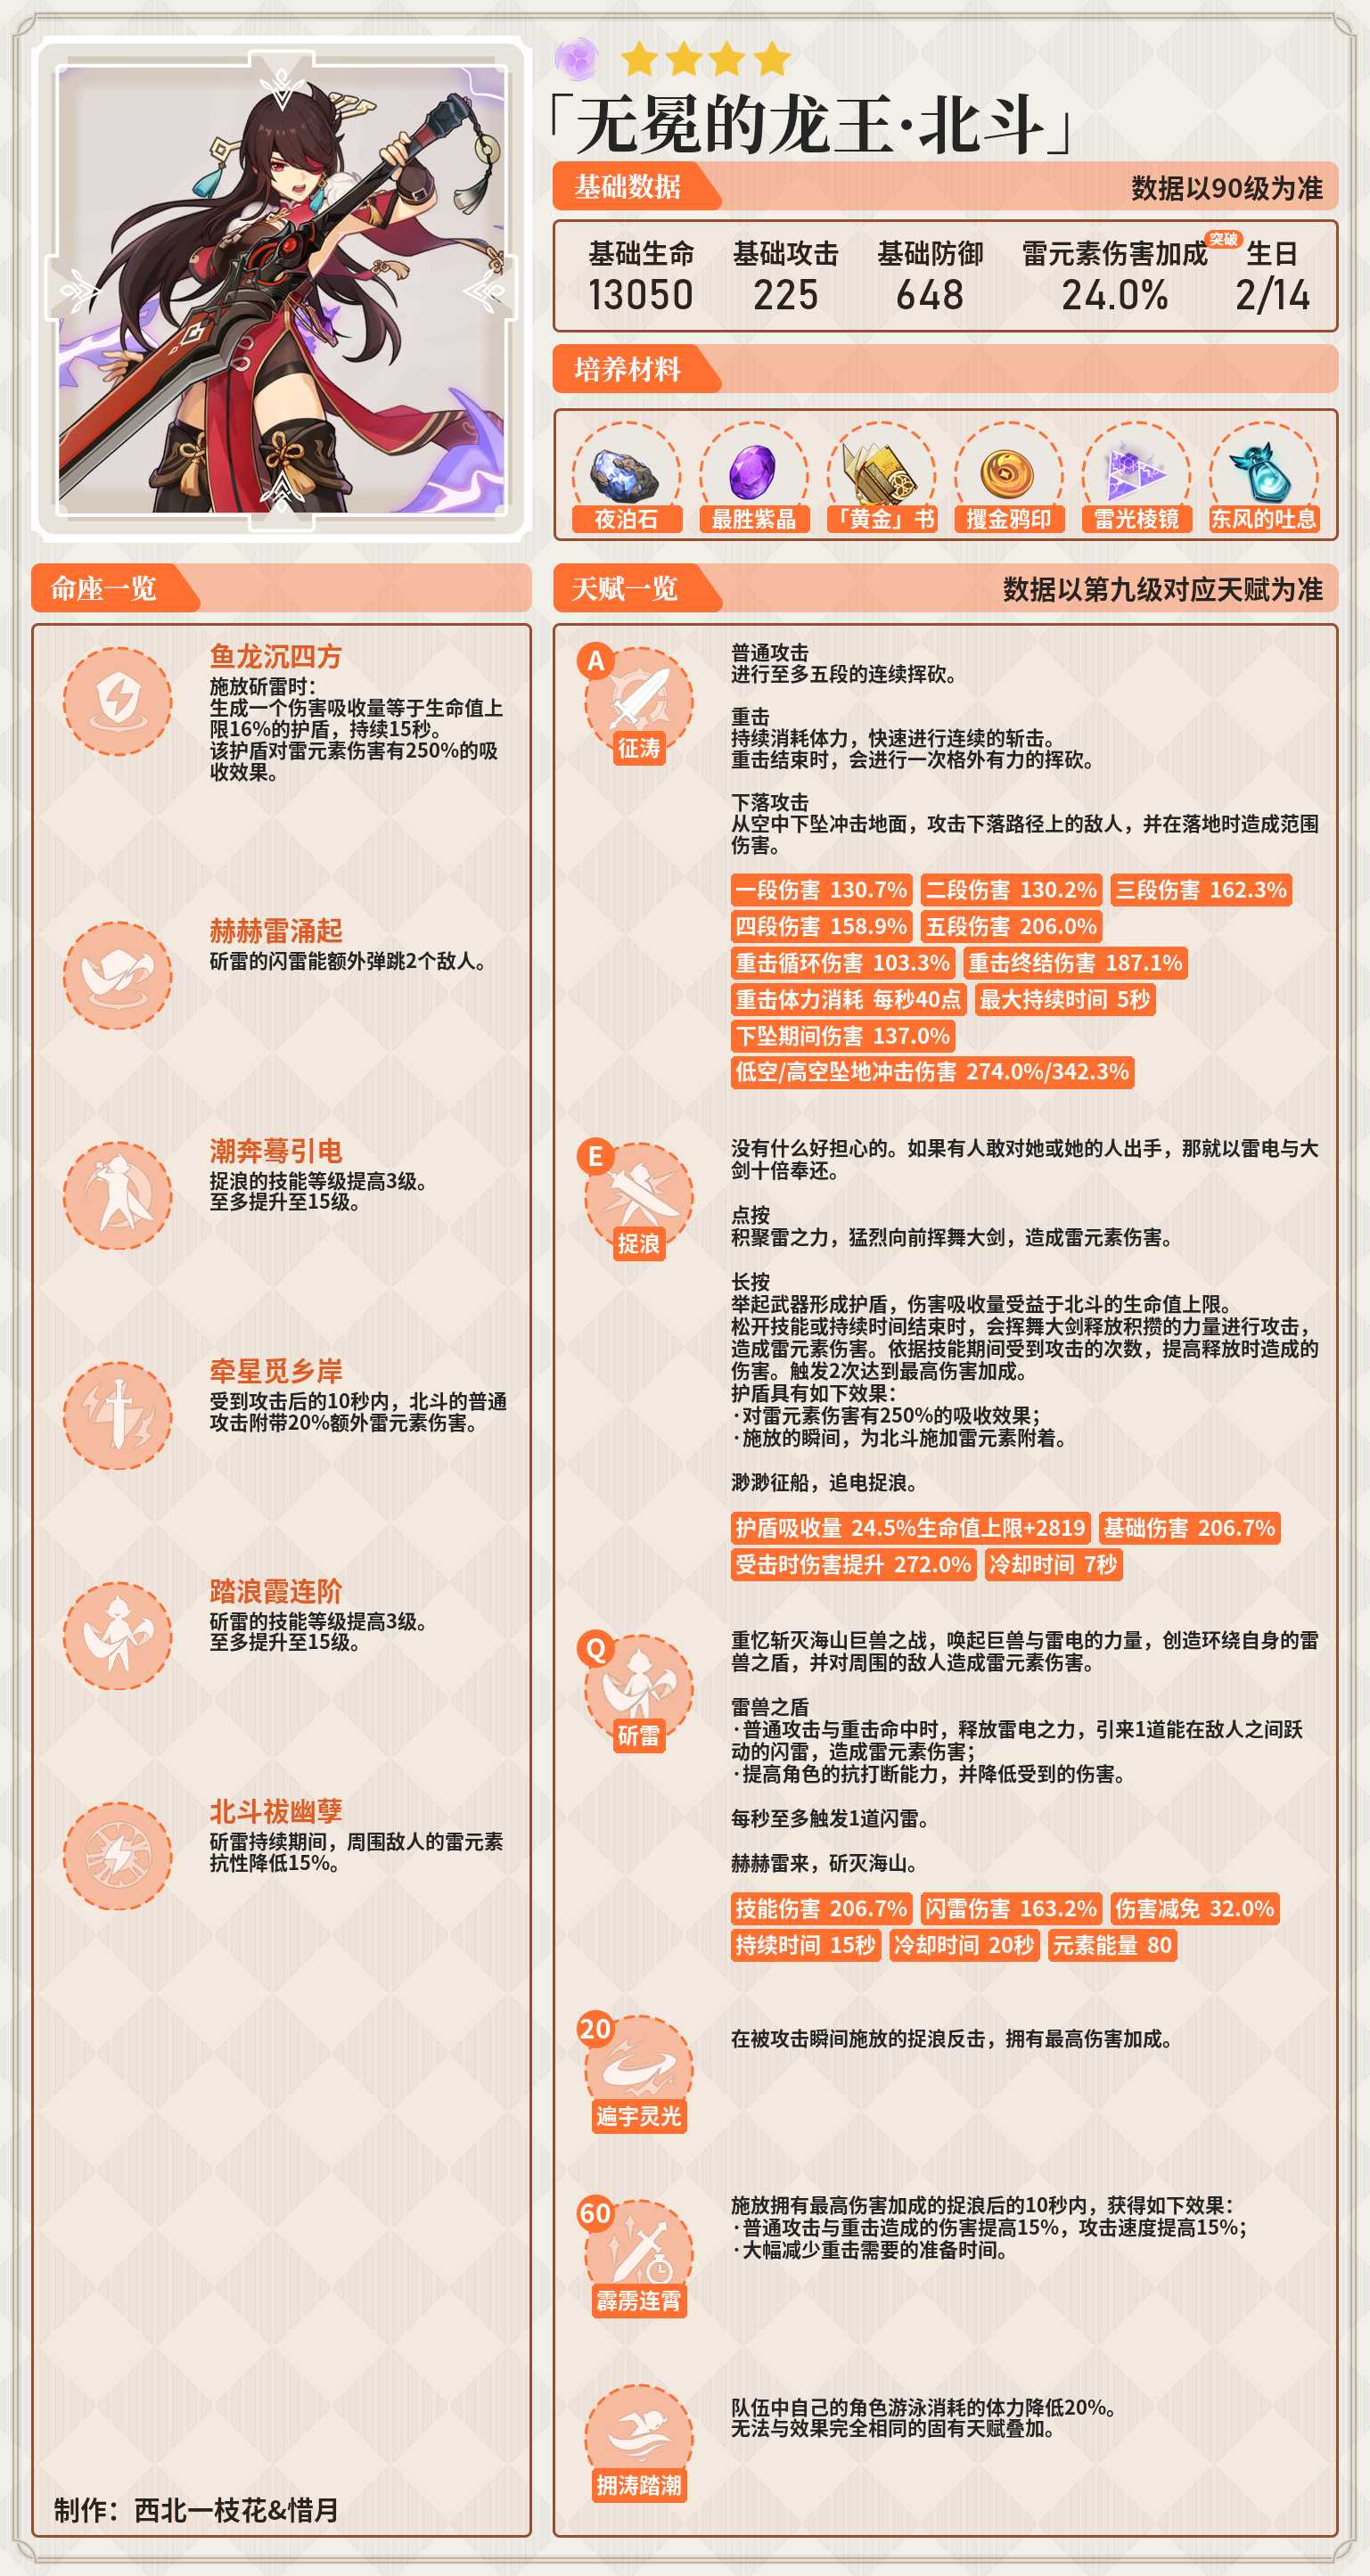 「无冕的龙王·北斗」
基础数据
数据以90级为准
基础生命 基础攻击 基础防御 雷元素伤害加成 突破 生日
13050 225 648 24.0% 2/14
培养材料
夜泊石 最胜紫晶 「黄金」书 攫金鸦印 雷光棱镜 东风的吐息
命座一览
鱼龙沉四方
施放斫雷时：
生成一个伤害吸收量等于生命值上
限16%的护盾，持续15秒。
该护盾对雷元素伤害有250%的吸
收效果。
赫赫雷涌起
斫雷的闪雷能额外弹跳2个敌人。
潮奔蓦引电
捉浪的技能等级提高3级。
至多提升至15级。
牵星觅乡岸
受到攻击后的10秒内，北斗的普通
攻击附带20%额外雷元素伤害。
踏浪霞连阶
斫雷的技能等级提高3级。
至多提升至15级。
北斗祓幽孽
斫雷持续期间，周围敌人的雷元素
抗性降低15%。
制作：西北一枝花&惜月
天赋一览
数据以第九级对应天赋为准
A
征涛
普通攻击
进行至多五段的连续挥砍。
重击
持续消耗体力，快速进行连续的斩击。
重击结束时，会进行一次格外有力的挥砍。
下落攻击
从空中下坠冲击地面，攻击下落路径上的敌人，并在落地时造成范围
伤害。
一段伤害 130.7% 二段伤害 130.2% 三段伤害 162.3%
四段伤害 158.9% 五段伤害 206.0%
重击循环伤害 103.3% 重击终结伤害 187.1%
重击体力消耗 每秒40点 最大持续时间 5秒
下坠期间伤害 137.0%
低空/高空坠地冲击伤害 274.0%/342.3%
E
捉浪
没有什么好担心的。如果有人敢对她或她的人出手，那就以雷电与大
剑十倍奉还。
点按
积聚雷之力，猛烈向前挥舞大剑，造成雷元素伤害。
长按
举起武器形成护盾，伤害吸收量受益于北斗的生命值上限。
松开技能或持续时间结束时，会挥舞大剑释放积攒的力量进行攻击，
造成雷元素伤害。依据技能期间受到攻击的次数，提高释放时造成的
伤害。触发2次达到最高伤害加成。
护盾具有如下效果：
·对雷元素伤害有250%的吸收效果；
·施放的瞬间，为北斗施加雷元素附着。
渺渺征船，追电捉浪。
护盾吸收量 24.5%生命值上限+2819 基础伤害 206.7%
受击时伤害提升 272.0% 冷却时间 7秒
Q
斫雷
重忆斩灭海山巨兽之战，唤起巨兽与雷电的力量，创造环绕自身的雷
兽之盾，并对周围的敌人造成雷元素伤害。
雷兽之盾
·普通攻击与重击命中时，释放雷电之力，引来1道能在敌人之间跃
动的闪雷，造成雷元素伤害；
·提高角色的抗打断能力，并降低受到的伤害。
每秒至多触发1道闪雷。
赫赫雷来，斫灭海山。
技能伤害 206.7% 闪雷伤害 163.2% 伤害减免 32.0%
持续时间 15秒 冷却时间 20秒 元素能量 80
20
遍宇灵光
在被攻击瞬间施放的捉浪反击，拥有最高伤害加成。
60
霹雳连霄
施放拥有最高伤害加成的捉浪后的10秒内，获得如下效果：
·普通攻击与重击造成的伤害提高15%，攻击速度提高15%；
·大幅减少重击需要的准备时间。
拥涛踏潮
队伍中自己的角色游泳消耗的体力降低20%。
无法与效果完全相同的固有天赋叠加。